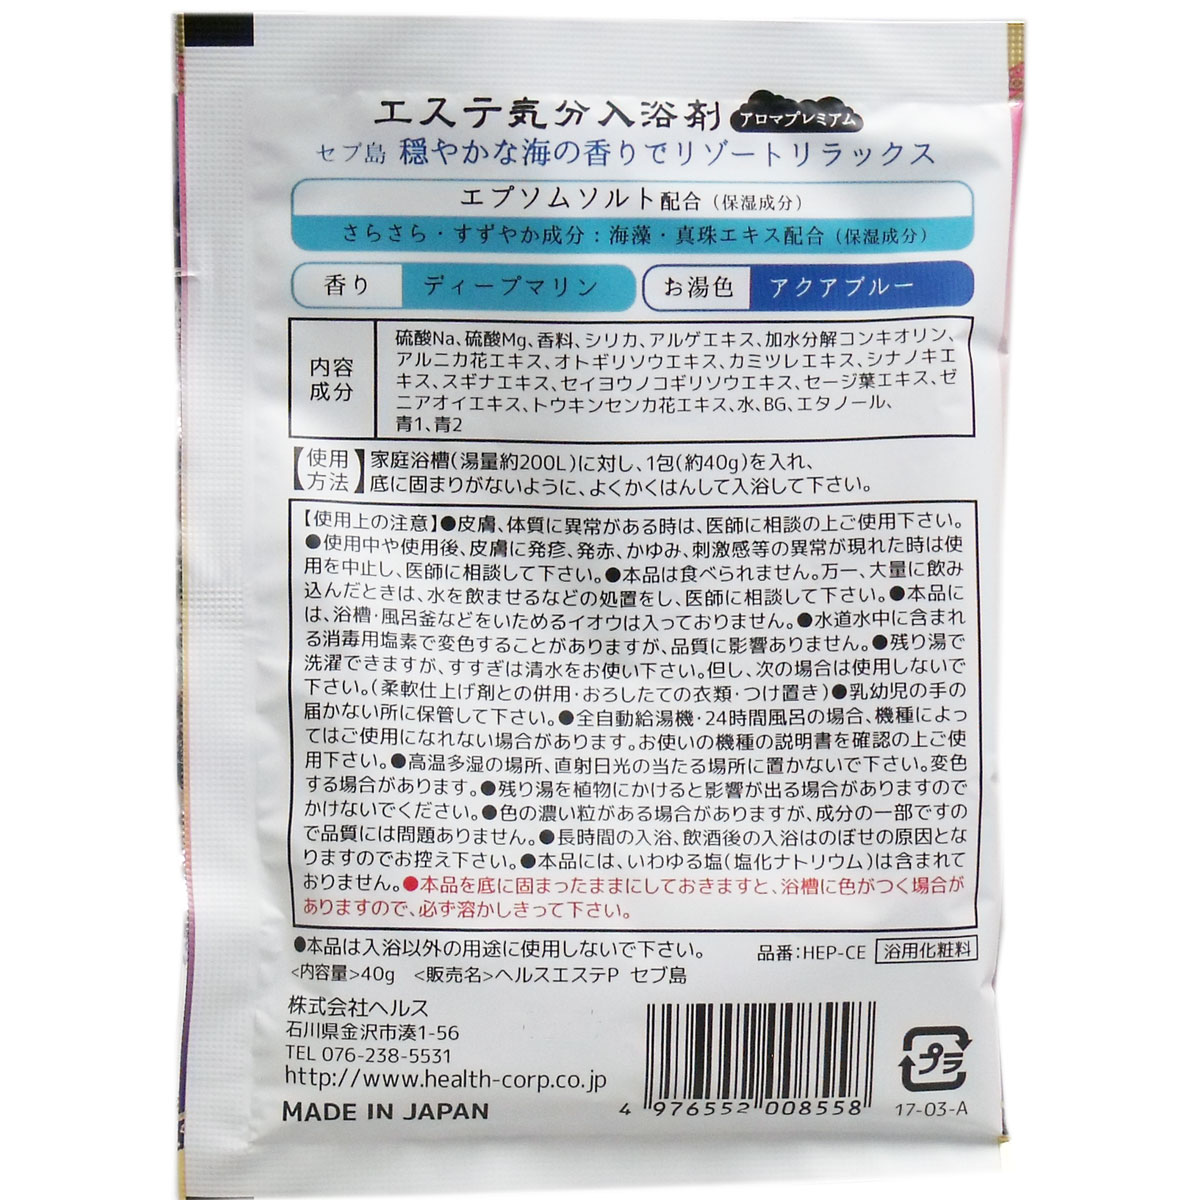 エステ気分入浴剤 アロマプレミアム
セブ島 穏やかな海の香りでリゾートリラックス
エプソムソルト配合(保湿成分)
さらさら・すずやか成分:海藻・真珠エキス配合(保湿成分)
香り ディープマリン お湯色 アクアブルー
内容成分
硫酸Na、硫酸Mg、香料、シリカ、アルゲエキス、加水分解コンキオリン、
アルニカ花エキス、オトギリソウエキス、カミツレエキス、シナノキエ
キス、スギナエキス、セイヨウノコギリソウエキス、セージ葉エキス、ゼ
ニアオイエキス、トウキンセンカ花エキス、水、BG、エタノール、
青1、青2
【使用方法】家庭浴槽(湯量約200L)に対し、1包(約40g)を入れ、
底に固まりがないように、よくかくはんして入浴して下さい。
【使用上の注意】●皮膚、体質に異常がある時は、医師に相談の上ご使用下さい。
●使用中や使用後、皮膚に発疹、発赤、かゆみ、刺激感等の異常が現れた時は使
用を中止し、医師に相談して下さい。●本品は食べられません。万一、大量に飲み
込んだときは、水を飲ませるなどの処置をし、医師に相談して下さい。●本品に
は、浴槽・風呂釜などをいためるイオウは入っておりません。●水道水中に含まれ
る消毒用塩素で変色することがありますが、品質に影響ありません。●残り湯で
洗濯できますが、すすぎは清水をお使い下さい。但し、次の場合は使用しないで
下さい。(柔軟仕上げ剤との併用・おろしたての衣類・つけ置き)●乳幼児の手の
届かない所に保管して下さい。●全自動給湯機・24時間風呂の場合、機種によっ
てはご使用になれない場合があります。お使いの機種の説明書を確認の上ご使
用下さい。●高温多湿の場所、直射日光の当たる場所に置かないで下さい。変色
する場合があります。●残り湯を植物にかけると影響が出る場合がありますので
かけないでください。●色の濃い粒がある場合がありますが、成分の一部ですの
で品質には問題ありません。●長時間の入浴、飲酒後の入浴はのぼせの原因とな
りますのでお控え下さい。●本品には、いわゆる塩(塩化ナトリウム)は含まれて
おりません。●本品を底に固まったままにしておきますと、浴槽に色がつく場合が
ありますので、必ず溶かしきって下さい。
●本品は入浴以外の用途に使用しないで下さい。 品番:HEP-CE 浴用化粧料
<内容量>40g <販売名>ヘルスエステP セブ島
株式会社ヘルス
石川県金沢市湊1-56
TEL 076-238-5531
http://www.health-corp.co.jp
MADE IN JAPAN
4 976552 008558
プラ
17-03-A